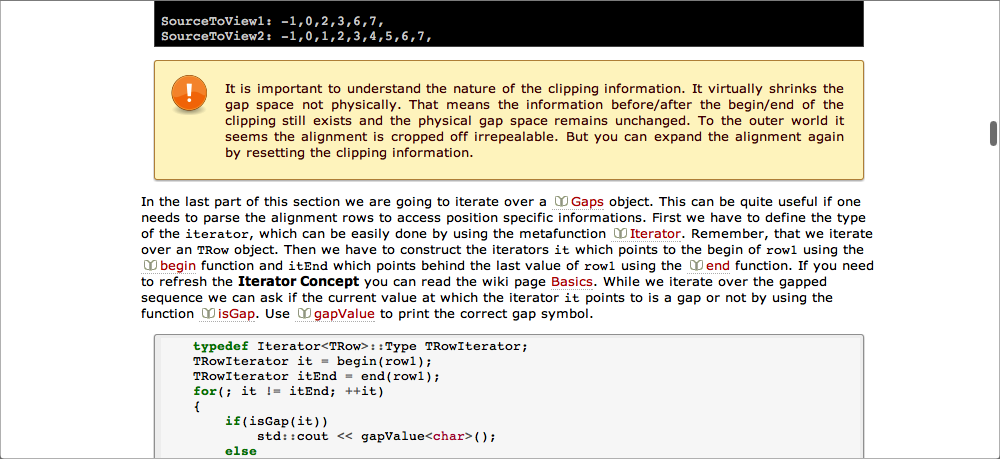 SourceToView1: -1,0,2,3,6,7,
SourceToView2: -1,0,1,2,3,4,5,6,7,
It is important to understand the nature of the clipping information. It virtually shrinks the
gap space not physically. That means the information before/after the begin/end of the
clipping still exists and the physical gap space remains unchanged. To the outer world it
seems the alignment is cropped off irrepealable. But you can expand the alignment again
by resetting the clipping information.
In the last part of this section we are going to iterate over a Gaps object. This can be quite useful if one
needs to parse the alignment rows to access position specific informations. First we have to define the type
of the iterator, which can be easily done by using the metafunction Iterator. Remember, that we iterate
over an TRow object. Then we have to construct the iterators it which points to the begin of row1 using the
begin function and itEnd which points behind the last value of row1 using the end function. If you need
to refresh the Iterator Concept you can read the wiki page Basics. While we iterate over the gapped
sequence we can ask if the current value at which the iterator it points to is a gap or not by using the
function isGap. Use gapValue to print the correct gap symbol.
typedef Iterator<TRow>::Type TRowIterator;
TRowIterator it = begin(row1);
TRowIterator itEnd = end(row1);
for(; it != itEnd; ++it)
{
if(isGap(it))
std::cout << gapValue<char>();
else